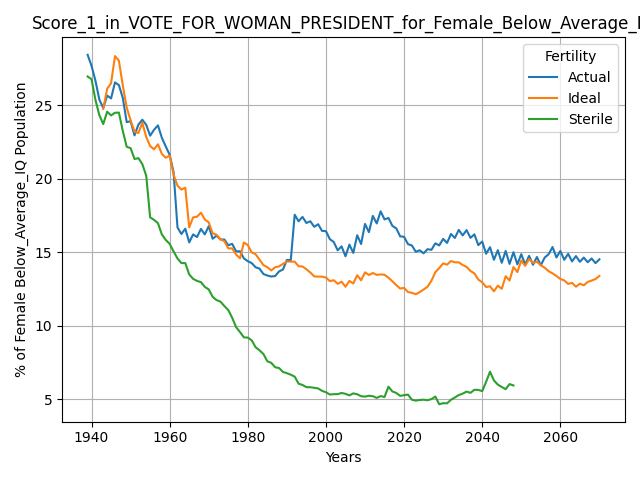 Score_1_in_VOTE_FOR_WOMAN_PRESIDENT_for_Female_Below_Average_I
Fertility
Actual
Ideal
Sterile
% of Female Below_Average_IQ Population
25
20
15
10
5
1940 1960 1980 2000 2020 2040 2060
Years